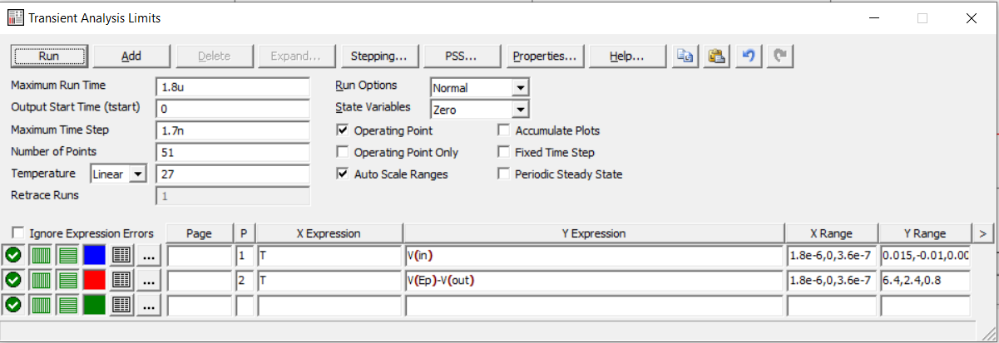 Transient Analysis Limits
Run Add Delete Expand... Stepping... PSS... Properties... Help...
Maximum Run Time 1.8u Run Options Normal
Output Start Time (tstart) 0 State Variables Zero
Maximum Time Step 1.7n Operating Point Accumulate Plots
Number of Points 51 Operating Point Only Fixed Time Step
Temperature Linear 27 Auto Scale Ranges Periodic Steady State
Retrace Runs 1
Ignore Expression Errors Page P X Expression Y Expression X Range Y Range >
... 1 T V(in) 1.8e-6,0,3.6e-7 0.015,-0.01,0.00
... 2 T V(Ep)-V(out) 1.8e-6,0,3.6e-7 6.4,2.4,0.8
...